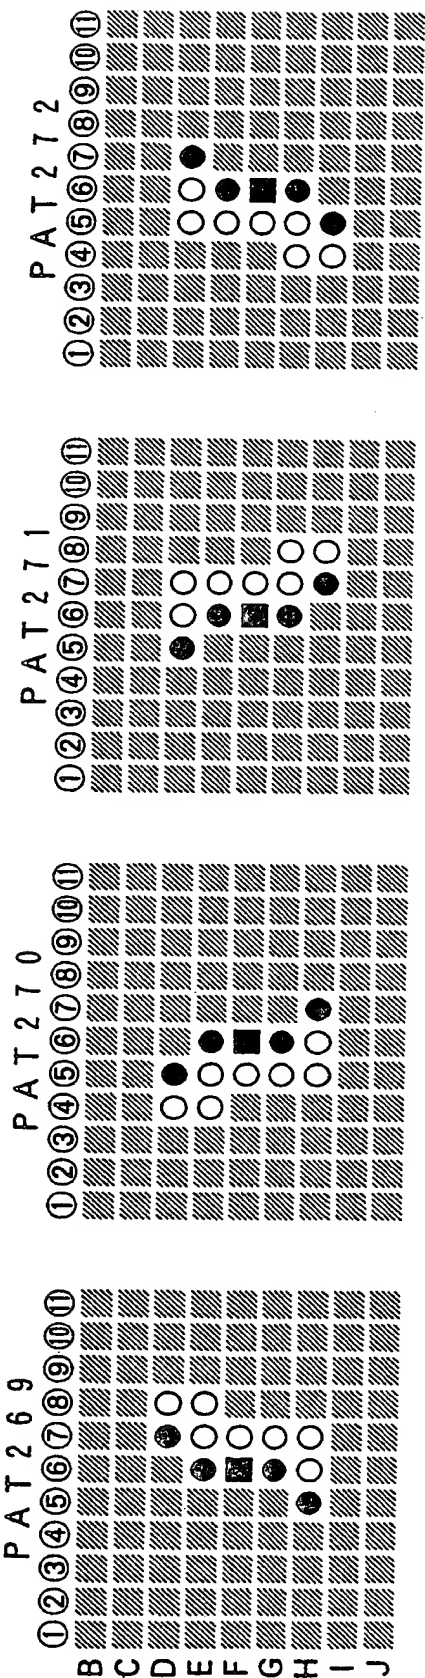 PAT272
①②③④⑤⑥⑦⑧⑨⑩⑪
PAT271
①②③④⑤⑥⑦⑧⑨⑩⑪
PAT270
①②③④⑤⑥⑦⑧⑨⑩⑪
PAT269
①②③④⑤⑥⑦⑧⑨⑩⑪
B
C
D
E
F
G
H
I
J